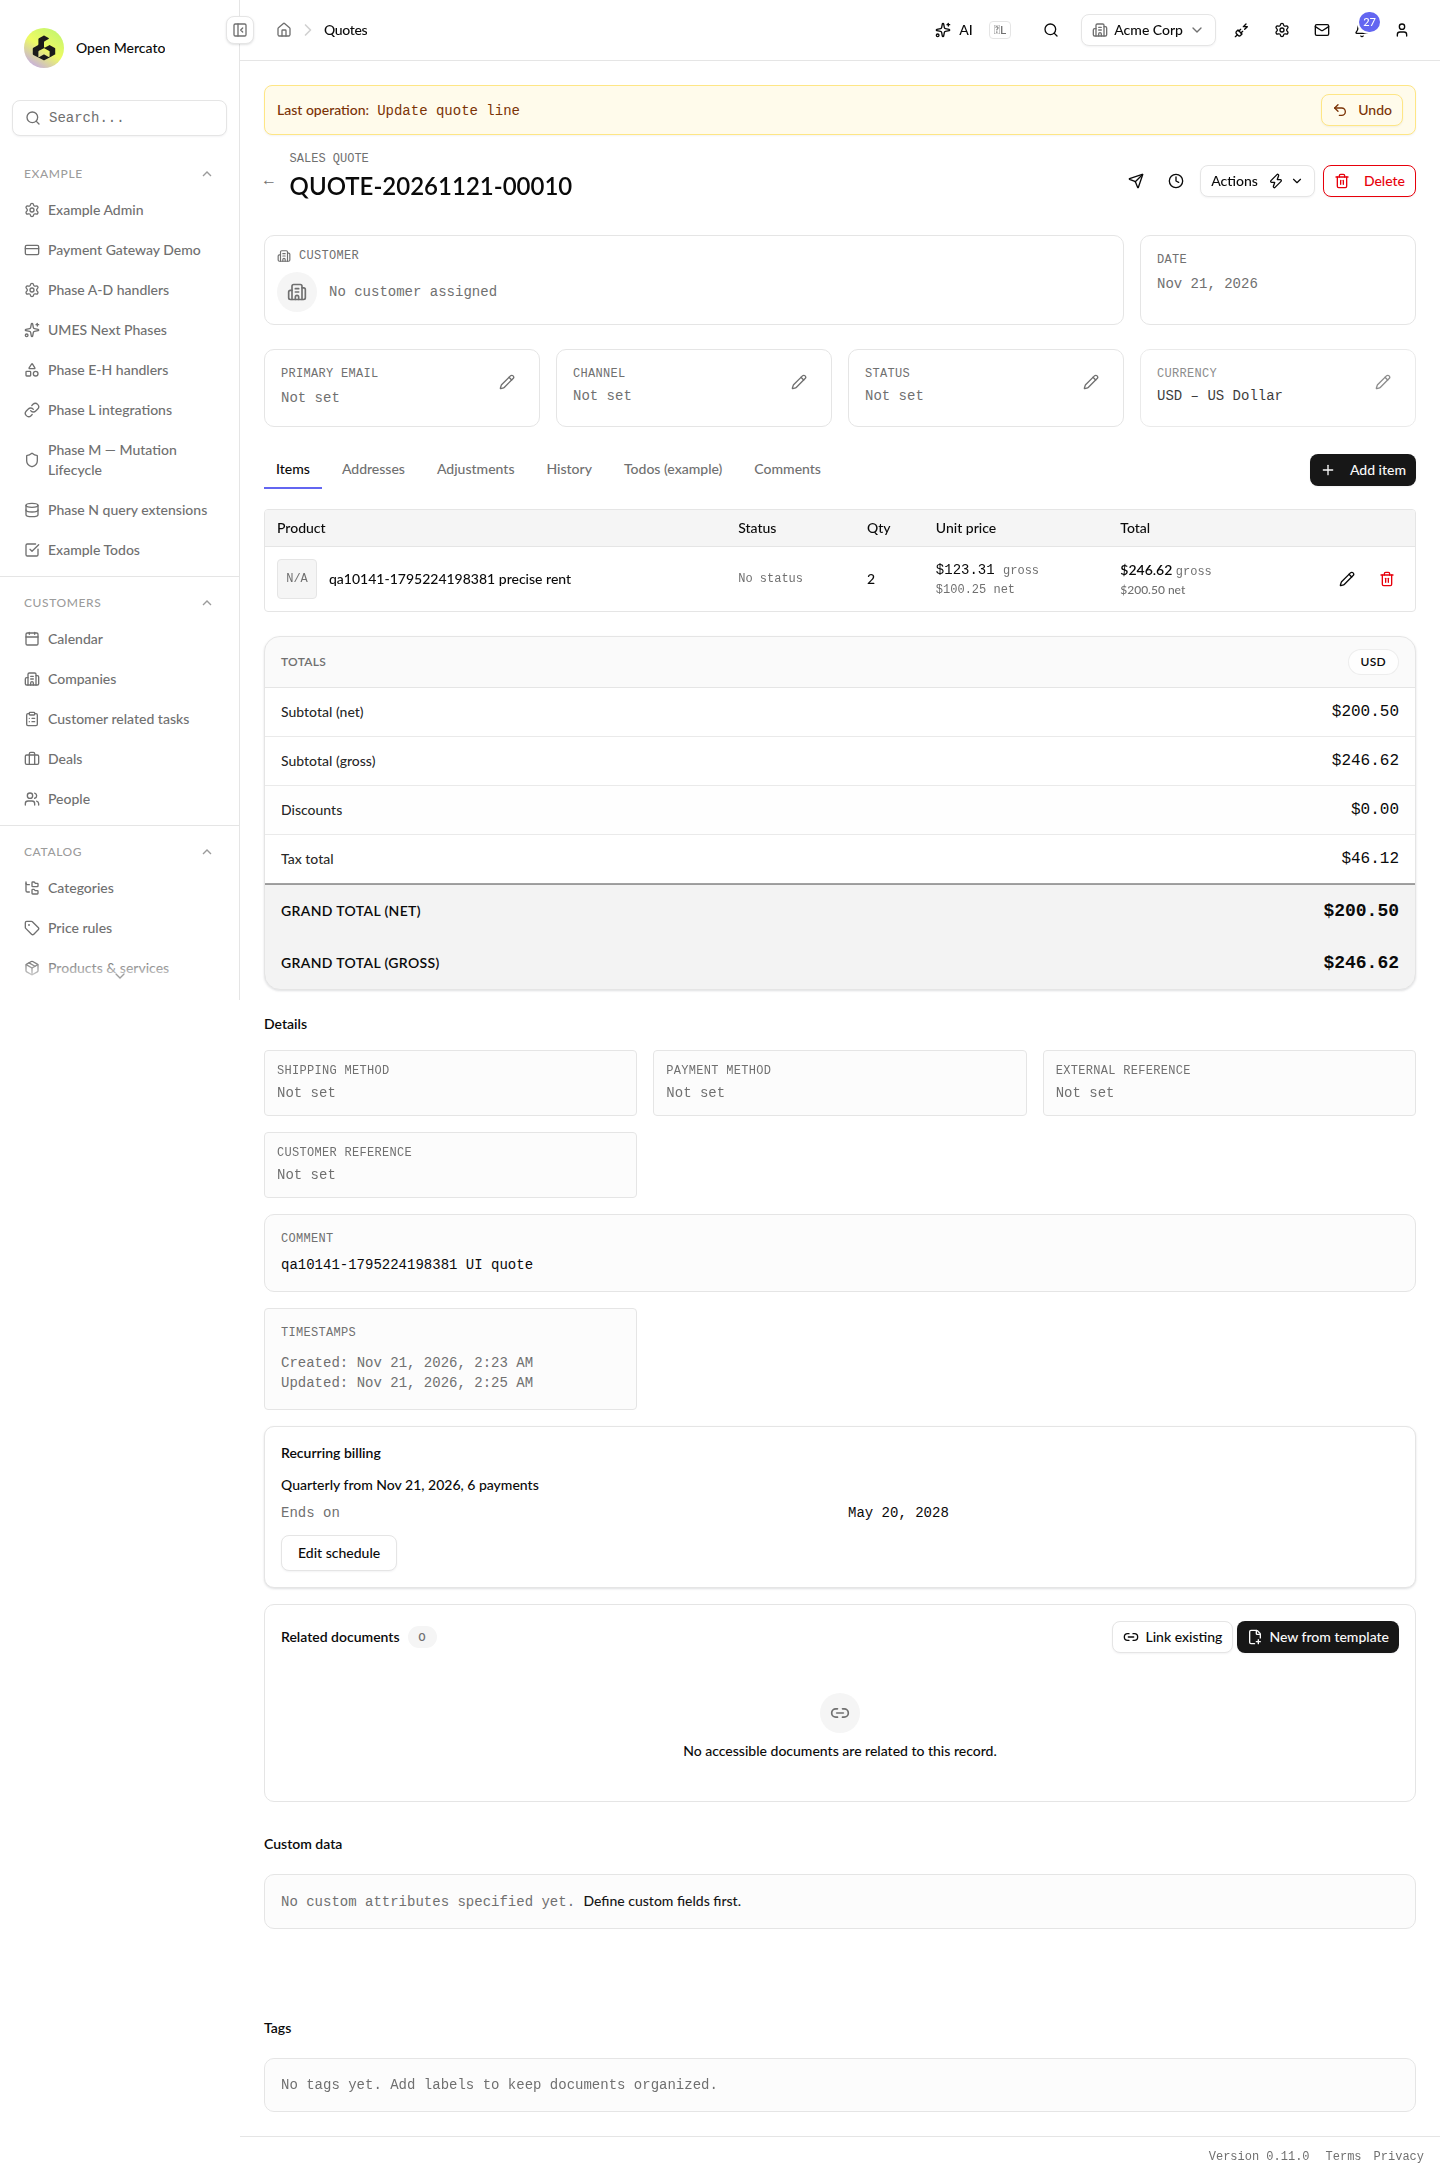 Open Mercato
Search...
EXAMPLE
Example Admin
Payment Gateway Demo
Phase A-D handlers
UMES Next Phases
Phase E-H handlers
Phase L integrations
Phase M — Mutation
Lifecycle
Phase N query extensions
Example Todos
CUSTOMERS
Calendar
Companies
Customer related tasks
Deals
People
CATALOG
Categories
Price rules
Products & services
Quotes
AI
Acme Corp
27
Last operation: Update quote line
Undo
SALES QUOTE
← QUOTE-20261121-00010
Actions
Delete
CUSTOMER
No customer assigned
DATE
Nov 21, 2026
PRIMARY EMAIL
Not set
CHANNEL
Not set
STATUS
Not set
CURRENCY
USD – US Dollar
Items Addresses Adjustments History Todos (example) Comments
Add item
Product Status Qty Unit price Total
N/A qa10141-1795224198381 precise rent No status 2
$123.31 gross
$100.25 net
$246.62 gross
$200.50 net
TOTALS USD
Subtotal (net) $200.50
Subtotal (gross) $246.62
Discounts $0.00
Tax total $46.12
GRAND TOTAL (NET) $200.50
GRAND TOTAL (GROSS) $246.62
Details
SHIPPING METHOD
Not set
PAYMENT METHOD
Not set
EXTERNAL REFERENCE
Not set
CUSTOMER REFERENCE
Not set
COMMENT
qa10141-1795224198381 UI quote
TIMESTAMPS
Created: Nov 21, 2026, 2:23 AM
Updated: Nov 21, 2026, 2:25 AM
Recurring billing
Quarterly from Nov 21, 2026, 6 payments
Ends on May 20, 2028
Edit schedule
Related documents 0
Link existing
New from template
No accessible documents are related to this record.
Custom data
No custom attributes specified yet. Define custom fields first.
Tags
No tags yet. Add labels to keep documents organized.
Version 0.11.0 Terms Privacy